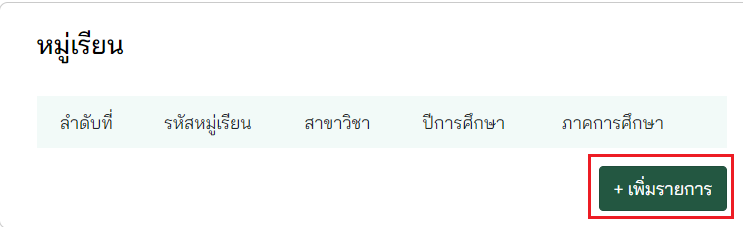 หมู่เรียน
ลำดับที่ รหัสหมู่เรียน สาขาวิชา ปีการศึกษา ภาคการศึกษา
+ เพิ่มรายการ